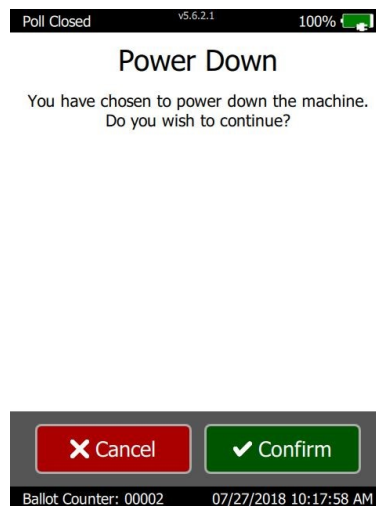 Poll Closed v5.6.2.1 100%
Power Down
You have chosen to power down the machine.
Do you wish to continue?
Cancel Confirm
Ballot Counter: 00002 07/27/2018 10:17:58 AM